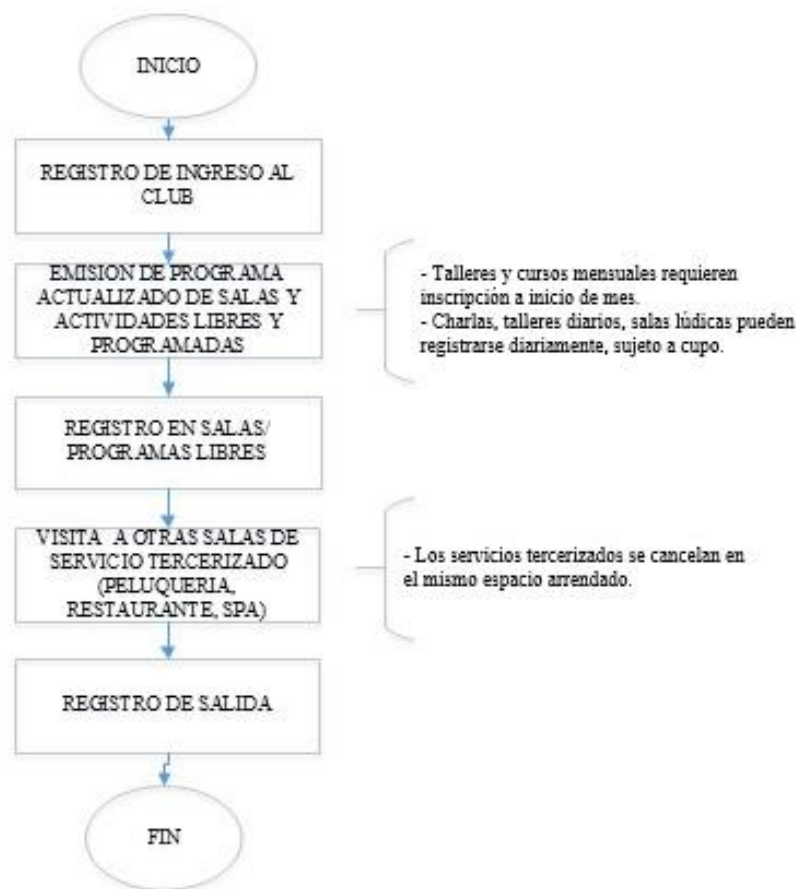 INICIO
REGISTRO DE INGRESO AL
CLUB
EMISION DE PROGRAMA
ACTUALIZADO DE SALAS Y
ACTIVIDADES LIBRES Y
PROGRAMADAS
- Talleres y cursos mensuales requieren
inscripción a inicio de mes.
- Charlas, talleres diarios, salas lúdicas pueden
registrarse diariamente, sujeto a cupo.
REGISTRO EN SALAS/
PROGRAMAS LIBRES
VISITA A OTRAS SALAS DE
SERVICIO TERCERIZADO
(PELUQUERIA,
RESTAURANTE, SPA)
- Los servicios tercerizados se cancelan en
el mismo espacio arrendado.
REGISTRO DE SALIDA
FIN